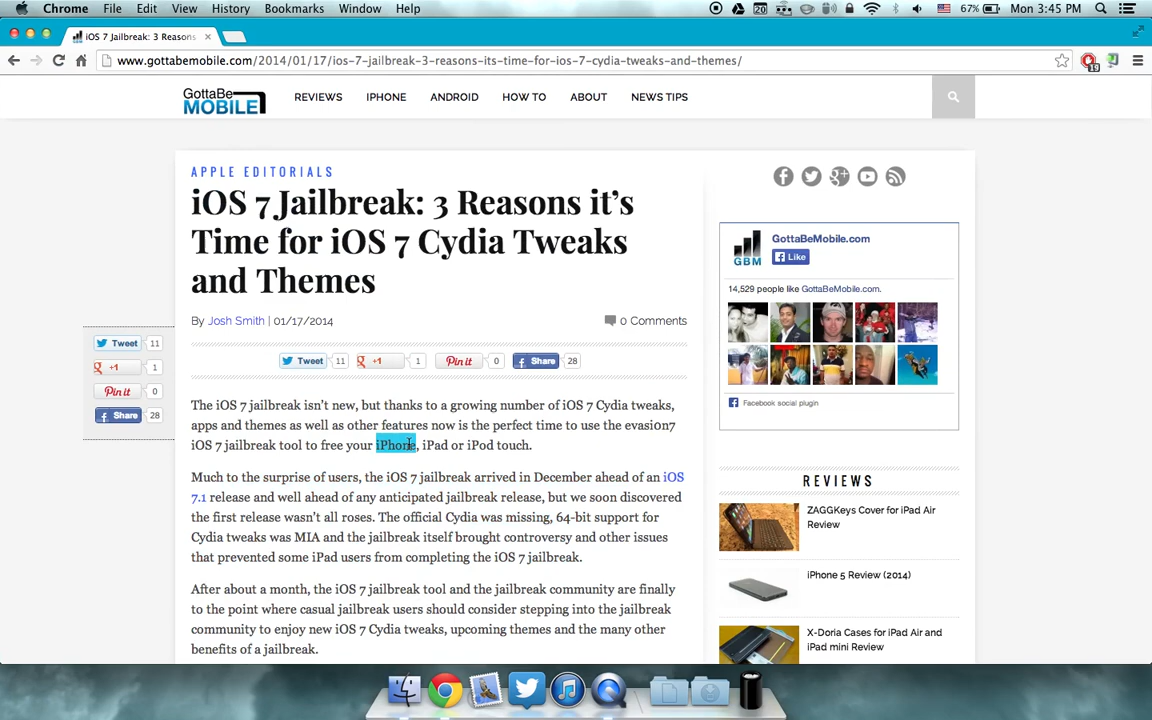 Chrome File Edit View History Bookmarks Window Help
20 67% Mon 3:45 PM
iOS 7 Jailbreak: 3 Reasons
www.gottabemobile.com/2014/01/17/ios-7-jailbreak-3-reasons-its-time-for-ios-7-cydia-tweaks-and-themes/
19
GottaBe
MOBILE
REVIEWS IPHONE ANDROID HOW TO ABOUT NEWS TIPS
APPLE EDITORIALS
iOS 7 Jailbreak: 3 Reasons it's
Time for iOS 7 Cydia Tweaks
and Themes
By Josh Smith | 01/17/2014
0 Comments
Tweet 11
+1 1
Pin it 0
Share 28
Tweet 11 +1 1 Pin it 0 Share 28
The iOS 7 jailbreak isn't new, but thanks to a growing number of iOS 7 Cydia tweaks,
apps and themes as well as other features now is the perfect time to use the evasion7
iOS 7 jailbreak tool to free your iPhone, iPad or iPod touch.
Much to the surprise of users, the iOS 7 jailbreak arrived in December ahead of an iOS
7.1 release and well ahead of any anticipated jailbreak release, but we soon discovered
the first release wasn't all roses. The official Cydia was missing, 64-bit support for
Cydia tweaks was MIA and the jailbreak itself brought controversy and other issues
that prevented some iPad users from completing the iOS 7 jailbreak.
After about a month, the iOS 7 jailbreak tool and the jailbreak community are finally
to the point where casual jailbreak users should consider stepping into the jailbreak
community to enjoy new iOS 7 Cydia tweaks, upcoming themes and the many other
benefits of a jailbreak.
GBM
GottaBeMobile.com
Like
14,529 people like GottaBeMobile.com.
Facebook social plugin
REVIEWS
ZAGGKeys Cover for iPad Air
Review
iPhone 5 Review (2014)
X-Doria Cases for iPad Air and
iPad mini Review